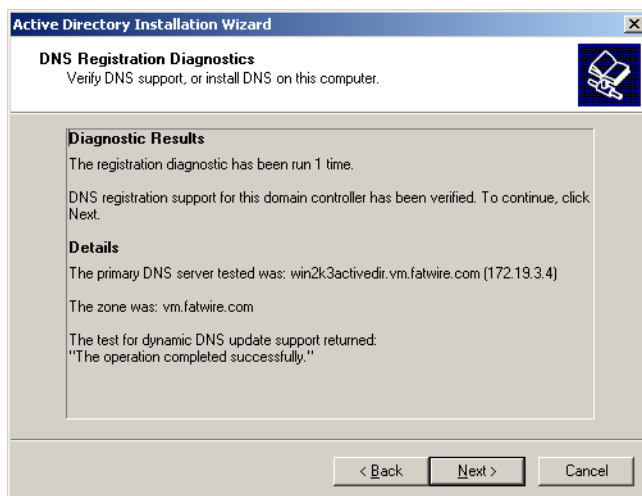 Active Directory Installation Wizard
DNS Registration Diagnostics
Verify DNS support, or install DNS on this computer.
Diagnostic Results
The registration diagnostic has been run 1 time.
DNS registration support for this domain controller has been verified. To continue, click
Next.
Details
The primary DNS server tested was: win2k3activedir.vm.fatwire.com (172.19.3.4)
The zone was: vm.fatwire.com
The test for dynamic DNS update support returned:
"The operation completed successfully."
< Back
Next >
Cancel